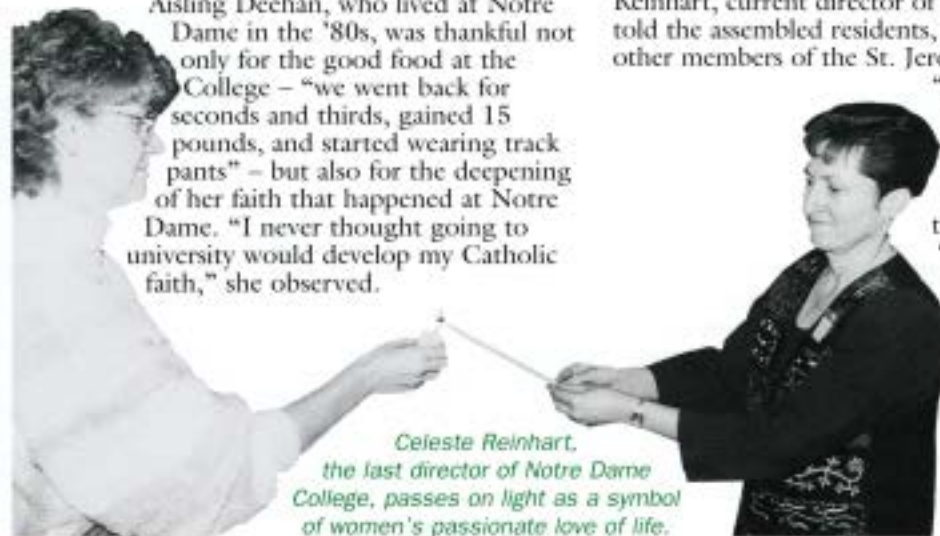 Aisling Deehan, who lived at Notre
Dame in the '80s, was thankful not
only for the good food at the
College – “we went back for
seconds and thirds, gained 15
pounds, and started wearing track
pants” – but also for the deepening
of her faith that happened at Notre
Dame. “I never thought going to
university would develop my Catholic
faith,” she observed.
Reinhart, current director of
told the assembled residents,
other members of the St.
Celeste Reinhart,
the last director of Notre Dame
College, passes on light as a symbol
of women's passionate love of life.